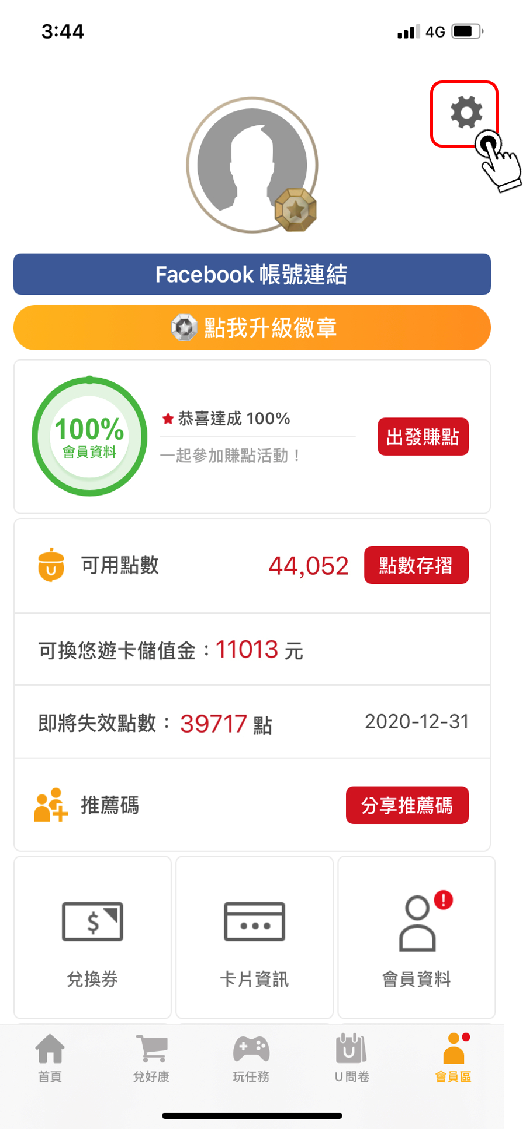 3:44
4G
Facebook 帳號連結
點我升級徽章
100%
會員資料
恭喜達成 100%
一起參加賺點活動！
出發賺點
可用點數
44,052
點數存摺
可換悠遊卡儲值金：11013 元
即將失效點數： 39717 點
2020-12-31
推薦碼
分享推薦碼
兌換券
卡片資訊
會員資料
首頁
兌好康
玩任務
U問卷
會員區